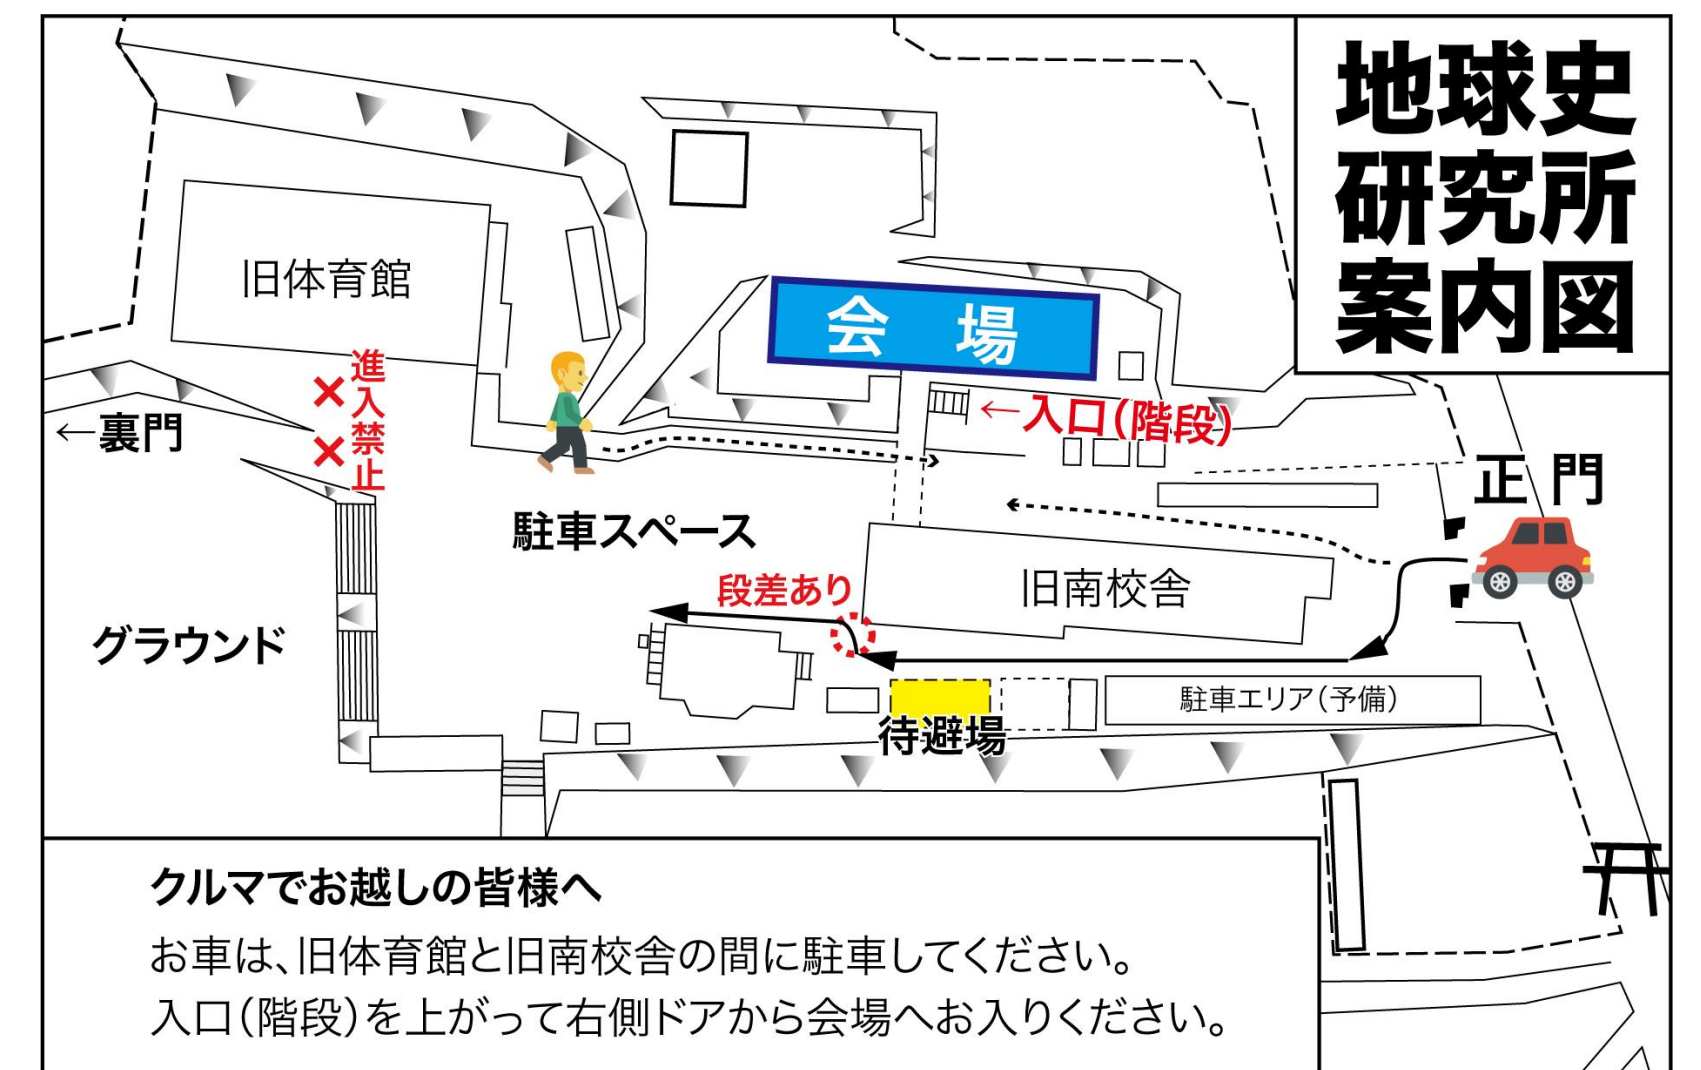 地球史
研究所
案内図
旧体育館
会 場
進入禁止
←裏門
←入口（階段）
正 門
駐車スペース
段差あり
旧南校舎
グラウンド
駐車エリア（予備）
待避場
クルマでお越しの皆様へ
お車は、旧体育館と旧南校舎の間に駐車してください。
入口（階段）を上がって右側ドアから会場へお入りください。